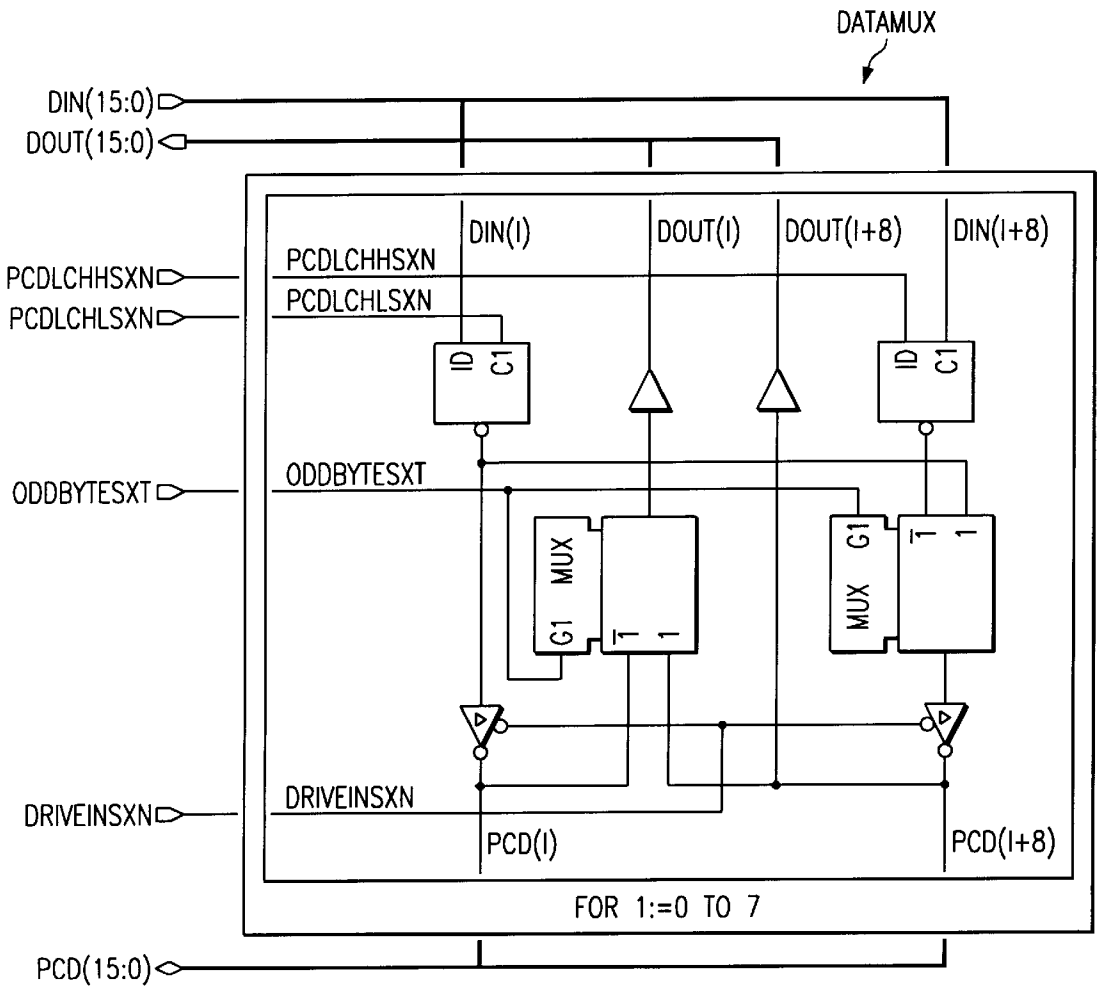 DATAMUX
DIN(15:0)
DOUT(15:0)
DIN(I)
DOUT(I)
DOUT(I+8)
DIN(I+8)
PCDLCHHSXN
PCDLCHHSXN
PCDLCHLSXN
PCDLCHLSXN
ID
C1
ID
C1
ODDBYTESXT
ODDBYTESXT
MUX
G1
1
1
G1
MUX
1
1
DRIVEINSXN
DRIVEINSXN
PCD(I)
PCD(I+8)
FOR 1:=0 TO 7
PCD(15:0)